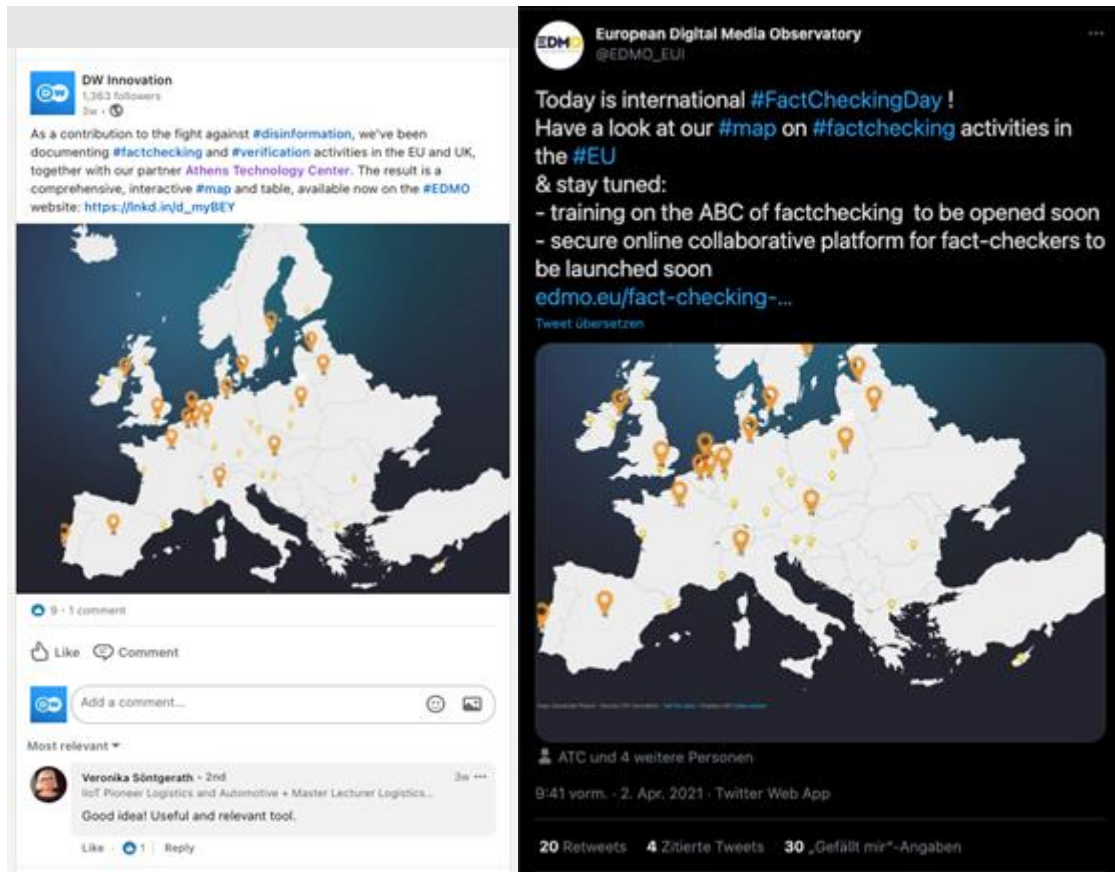 DW
DW Innovation
1,363 followers
3w •
As a contribution to the fight against #disinformation, we've been
documenting #factchecking and #verification activities in the EU and UK,
together with our partner Athens Technology Center. The result is a
comprehensive, interactive #map and table, available now on the #EDMO
website: https://lnkd.in/d_myBEY
9 • 1 comment
Like Comment
DW
Add a comment...
Most relevant
Veronika Söntgerath • 2nd
3w •••
IIoT Pioneer Logistics and Automotive + Master Lecturer Logistics...
Good idea! Useful and relevant tool.
Like 1 Reply
EDMO
European Digital Media Observatory
@EDMO_EUI
Today is international #FactCheckingDay !
Have a look at our #map on #factchecking activities in
the #EU
& stay tuned:
- training on the ABC of factchecking to be opened soon
- secure online collaborative platform for fact-checkers to
be launched soon
edmo.eu/fact-checking-...
Tweet übersetzen
ATC und 4 weitere Personen
9:41 vorm. · 2. Apr. 2021 · Twitter Web App
20 Retweets 4 Zitierte Tweets 30 „Gefällt mir“-Angaben